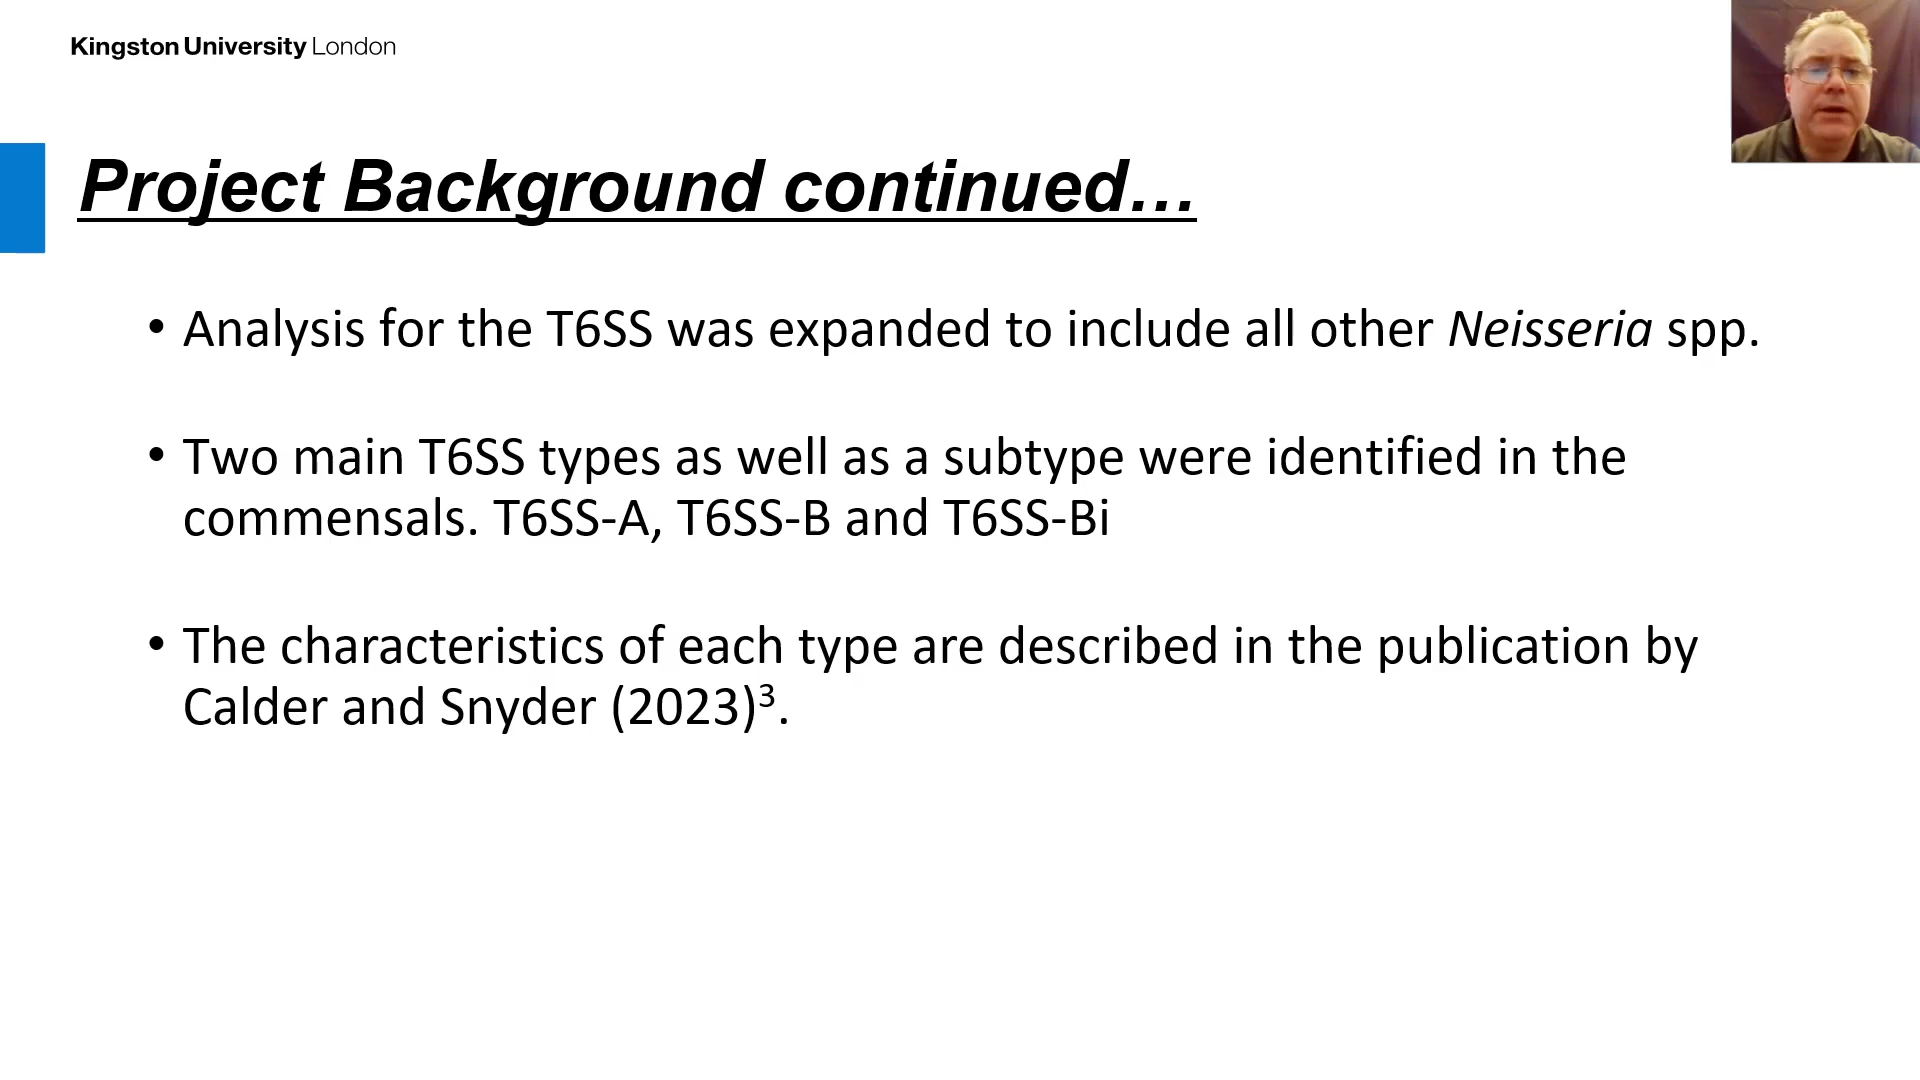 Kingston University London
Project Background continued…
• Analysis for the T6SS was expanded to include all other Neisseria spp.
• Two main T6SS types as well as a subtype were identified in the
commensals. T6SS-A, T6SS-B and T6SS-Bi
• The characteristics of each type are described in the publication by
Calder and Snyder (2023)³.